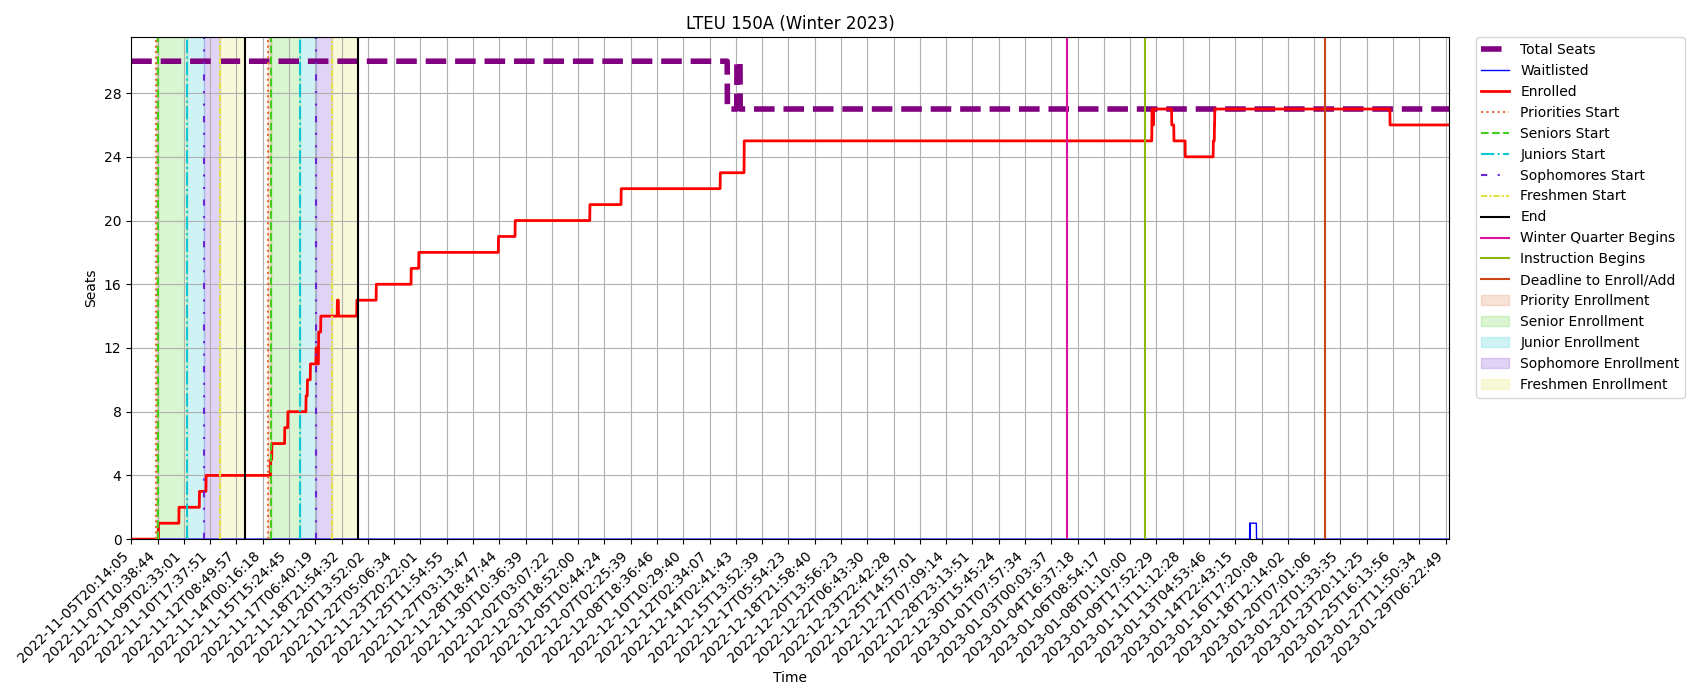 LTEU 150A (Winter 2023)
Seats
28
24
20
16
12
8
4
0
2022-11-05T20:14:05
2022-11-07T10:38:44
2022-11-09T02:33:01
2022-11-10T17:37:51
2022-11-12T08:49:57
2022-11-14T00:16:18
2022-11-15T15:24:45
2022-11-17T06:40:19
2022-11-18T21:54:32
2022-11-20T13:52:02
2022-11-22T05:06:34
2022-11-23T20:22:01
2022-11-25T11:54:55
2022-11-27T03:13:47
2022-11-28T18:47:44
2022-11-30T10:36:39
2022-12-02T03:07:22
2022-12-03T18:52:00
2022-12-05T10:44:24
2022-12-07T02:25:39
2022-12-08T18:36:46
2022-12-10T10:29:40
2022-12-12T02:34:07
2022-12-14T02:41:43
2022-12-15T13:52:39
2022-12-17T05:54:23
2022-12-18T21:58:40
2022-12-20T13:56:23
2022-12-22T06:43:30
2022-12-23T22:42:28
2022-12-25T14:57:01
2022-12-27T07:09:14
2022-12-28T23:13:51
2022-12-30T15:45:24
2023-01-01T07:57:34
2023-01-03T00:03:37
2023-01-04T16:37:18
2023-01-06T08:54:17
2023-01-08T01:10:00
2023-01-09T17:52:29
2023-01-11T11:12:28
2023-01-13T04:53:46
2023-01-14T22:43:15
2023-01-16T17:20:08
2023-01-18T12:14:02
2023-01-20T07:01:06
2023-01-22T01:33:35
2023-01-23T20:11:25
2023-01-25T16:13:56
2023-01-27T11:50:34
2023-01-29T06:22:49
Time
Total Seats
Waitlisted
Enrolled
Priorities Start
Seniors Start
Juniors Start
Sophomores Start
Freshmen Start
End
Winter Quarter Begins
Instruction Begins
Deadline to Enroll/Add
Priority Enrollment
Senior Enrollment
Junior Enrollment
Sophomore Enrollment
Freshmen Enrollment